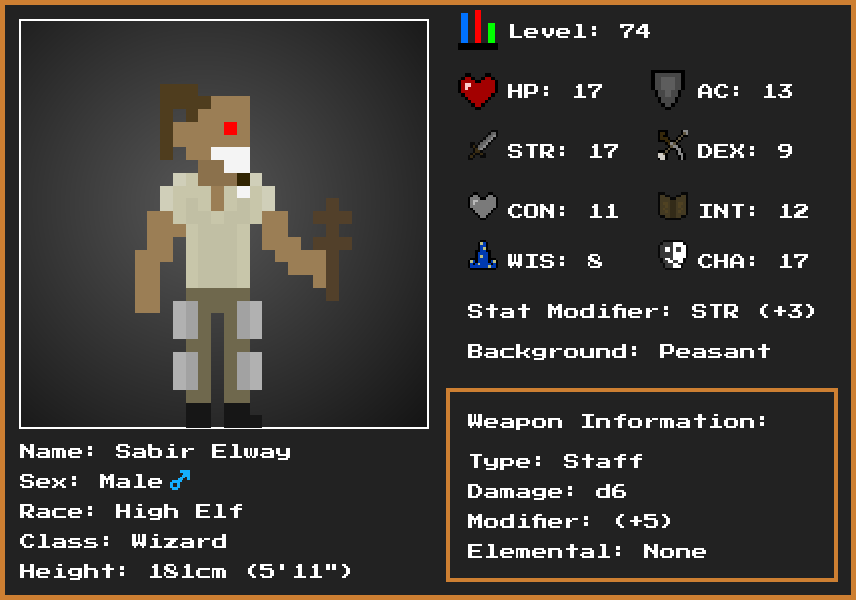 Level: 74
HP: 17 AC: 13
STR: 17 DEX: 9
CON: 11 INT: 12
WIS: 8 CHA: 17
Stat Modifier: STR (+3)
Background: Peasant
Weapon Information:
Type: Staff
Damage: d6
Modifier: (+5)
Elemental: None
Name: Sabir Elway
Sex: Male ♂
Race: High Elf
Class: Wizard
Height: 181cm (5'11")